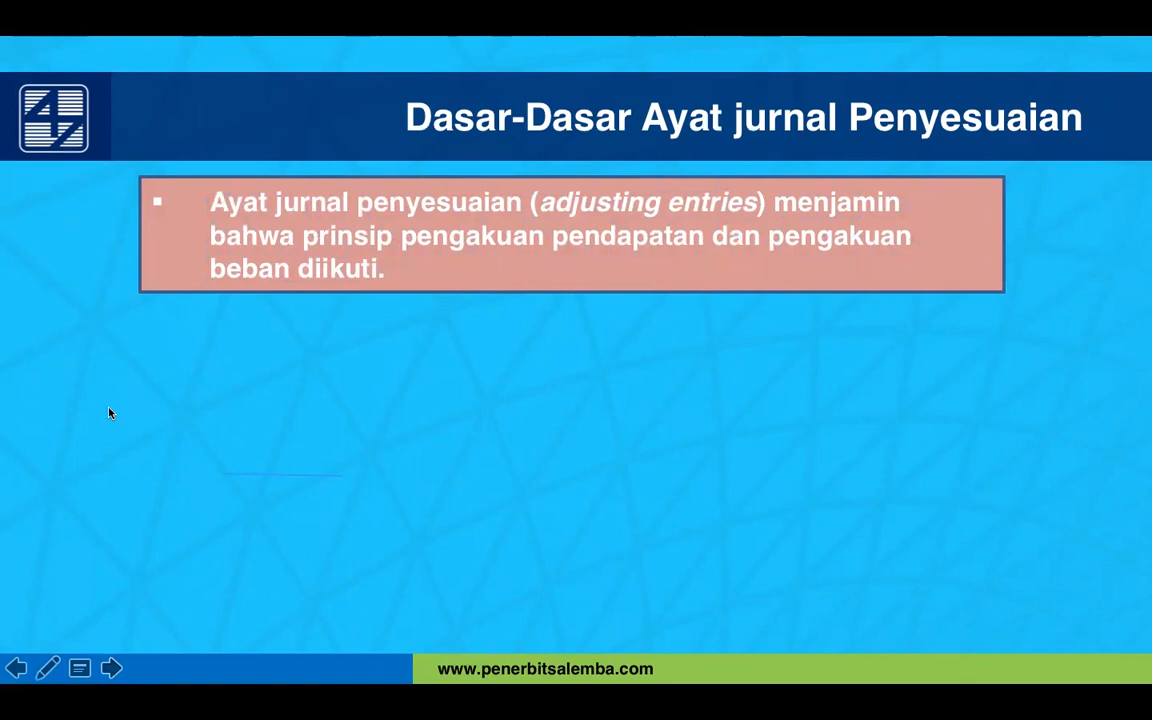 Dasar-Dasar Ayat jurnal Penyesuaian
▪ Ayat jurnal penyesuaian (adjusting entries) menjamin
bahwa prinsip pengakuan pendapatan dan pengakuan
beban diikuti.
www.penerbitsalemba.com